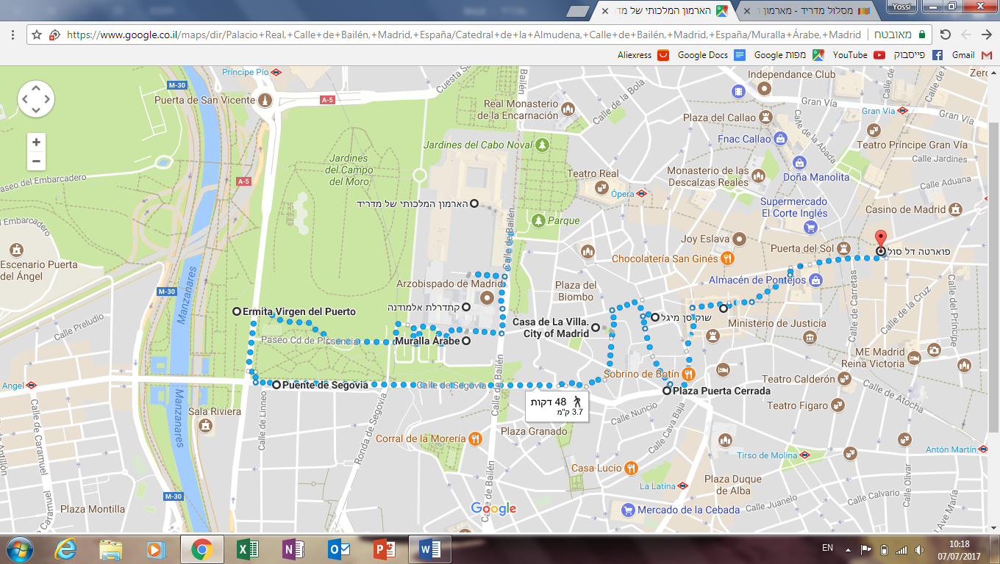 Yossi
הארמון המלכותי של מדר
מסלול מדריד - מארמון ר
https://www.google.co.il/maps/dir/Palacio+Real,+Calle+de+Bailén,+Madrid,+España/Catedral+de+la+Almudena,+Calle+de+Bailén,+Madrid,+España/Muralla+Árabe,+Madrid
מאובטח
Aliexress
Google Docs
מפות Google
YouTube
פייסבוק
Gmail
Príncipe Pío
M-30
Puerta de San Vicente
A-5
Cuesta S
Bailén
Real Monasterio
de la Encarnación
Calle de la Bola
Independance Club
Zero
Calle de
Gran Vía
Plaza del Callao
Gran Via
Gran Vía
Calle de la Abada
Fnac Callao
Teatro Príncipe Gran Vía
Jardines del Cabo Noval
Jardines
del Campo
del Moro
Calle Jardines
Doña Manolita
Monasterio de las
Descalzas Reales
Teatro Real
Paseo del Embarcadero
A-5
Calle Aduana
Ópera
Supermercado
El Corte Inglés
Casino de Madrid
הארמון המלכותי של מדריד
Parque
Embarcadero
Calle de Bailén
Joy Eslava
Puerta del Sol
פוארטה דל סול
Chocolatería San Ginés
Escenario Puerta
del Ángel
Almacén de Pontejos
Arzobispado de Madrid
Plaza del
Biombo
M-30
Manzanares
Calle de Carretas
Calle de la Cruz
Calle del Príncipe
קתדרלת אלמודנה
Ermita Virgen del Puerto
Casa de La Villa.
City of Madrid
שוק סן מיגל
Ministerio de Justicia
Calle Preludio
Paseo Cd de Plasencia
Muralla Árabe
ME Madrid
Reina Victoria
Sobrino de Botín
Teatro Calderón
Angel
Puente de Segovia
Calle de Segovia
Calle de Bailén
Plaza Puerta Cerrada
Manzanares
48 דקות
3.7 ק"מ
Calle de Atocha
Teatro Figaro
Sala Riviera
Calle de Linneo
Ronda de Segovia
Calle Nuncio
Plaza Granado
Calle Cava Baja
Corral de la Morería
Calle de Caramuel
Antón Martín
Tirso de Molina
Casa Lucio
Plaza Duque
de Alba
La Latina
Calle Calvario
Calle Olivar
Calle de Bailén
M-30
Calle Juanelo
Plaza Montilla
Google
Mercado de la Cebada
Ave María
EN
10:18
07/07/2017